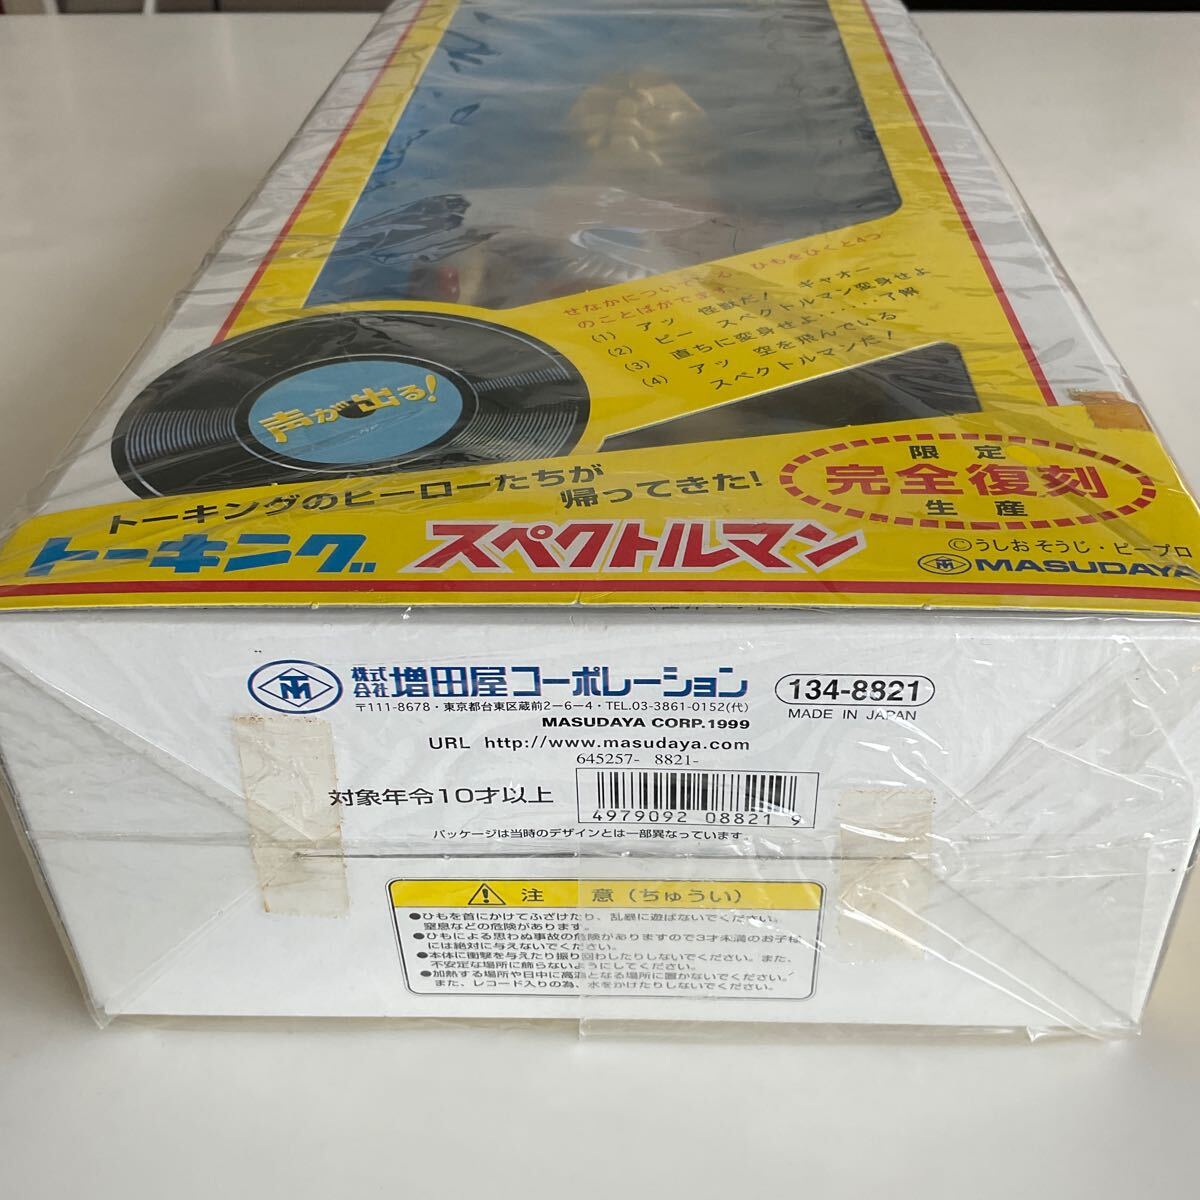 せなかについている ひもをひくと4つ
のことばがでます。
(1) アッ 怪獣だ! ギャオー
(2) ピー スペクトルマン変身せよ
(3) 直ちに変身せよ……了解
(4) アッ 空を飛んでいる
スペクトルマンだ!
声が出る!
トーキングのヒーローたちが
帰ってきた!
限定
完全復刻
生産
トーキング スペクトルマン
©うしおそうじ・ピープロ
MASUDAYA
株式会社 増田屋コーポレーション
〒111-8678・東京都台東区蔵前2-6-4・TEL.03-3861-0152(代)
MASUDAYA CORP.1999
134-8821
MADE IN JAPAN
URL http://www.masudaya.com
645257- 8821-
対象年令10才以上
4979092 088219
パッケージは当時のデザインとは一部異なっています。
注 意(ちゅうい)
●ひもを首にかけてふざけたり、乱暴に遊ばないでください。
窒息などの危険があります。
●ひもによる思わぬ事故の危険がありますので3才未満のお子様
には絶対に与えないでください。
●本体に衝撃を与えたり振り回わしたりしないでください。また、
不安定な場所に飾らないようにしてください。
●加熱する場所や日中に高温となる場所に置かないでください。
また、レコード入りの為、水をかけたりしないでください。